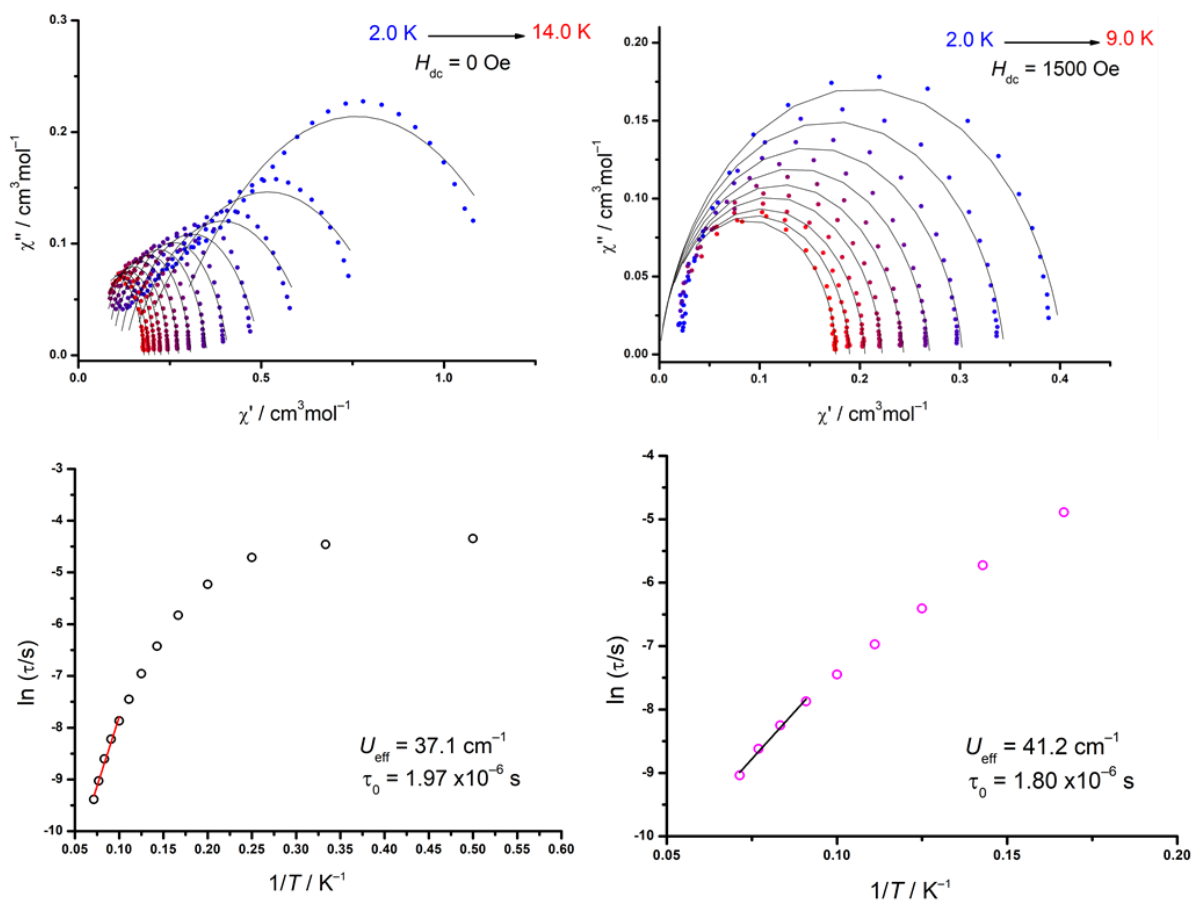 0.3
0.2
0.1
0.0
χ'' / cm³mol⁻¹
2.0 K → 14.0 K
H_dc = 0 Oe
0.0 0.5 1.0
χ' / cm³mol⁻¹
0.20
0.15
0.10
0.05
0.00
χ'' / cm³mol⁻¹
2.0 K → 9.0 K
H_dc = 1500 Oe
0.0 0.1 0.2 0.3 0.4
χ' / cm³mol⁻¹
-3
-4
-5
-6
-7
-8
-9
-10
ln (τ/s)
U_eff = 37.1 cm⁻¹
τ₀ = 1.97 x10⁻⁶ s
0.05 0.10 0.15 0.20 0.25 0.30 0.35 0.40 0.45 0.50 0.55 0.60
1/T / K⁻¹
-4
-5
-6
-7
-8
-9
-10
ln (τ/s)
U_eff = 41.2 cm⁻¹
τ₀ = 1.80 x10⁻⁶ s
0.05 0.10 0.15 0.20
1/T / K⁻¹